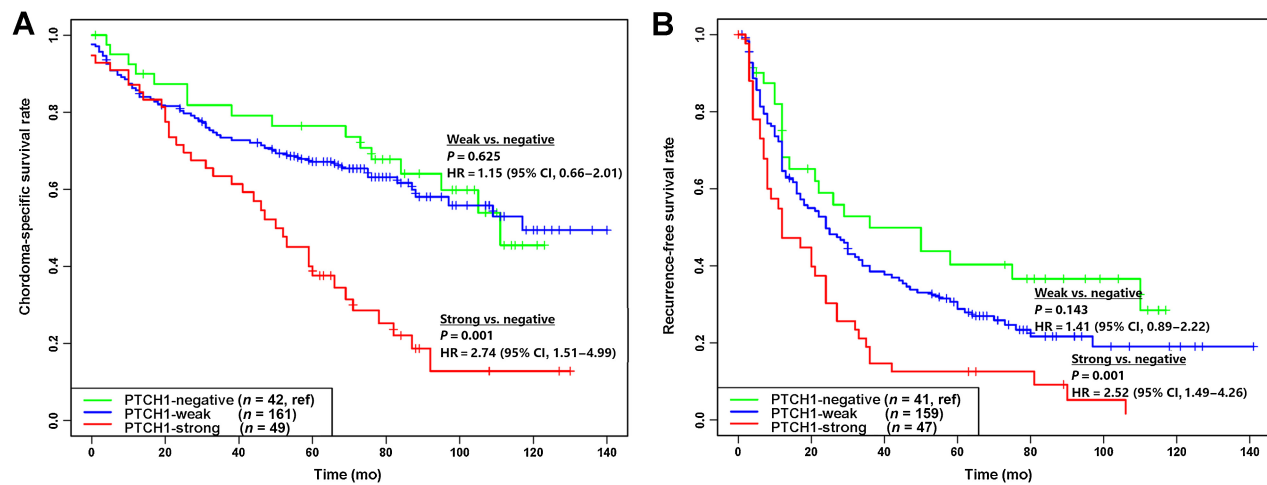 A
Chordoma-specific survival rate
1.0
0.8
0.6
0.4
0.2
0.0
Weak vs. negative
P = 0.625
HR = 1.15 (95% CI, 0.66–2.01)
Strong vs. negative
P = 0.001
HR = 2.74 (95% CI, 1.51–4.99)
PTCH1-negative (n = 42, ref)
PTCH1-weak (n = 161)
PTCH1-strong (n = 49)
0 20 40 60 80 100 120 140
Time (mo)
B
Recurrence-free survival rate
1.0
0.8
0.6
0.4
0.2
0.0
Weak vs. negative
P = 0.143
HR = 1.41 (95% CI, 0.89–2.22)
Strong vs. negative
P = 0.001
HR = 2.52 (95% CI, 1.49–4.26)
PTCH1-negative (n = 41, ref)
PTCH1-weak (n = 159)
PTCH1-strong (n = 47)
0 20 40 60 80 100 120 140
Time (mo)